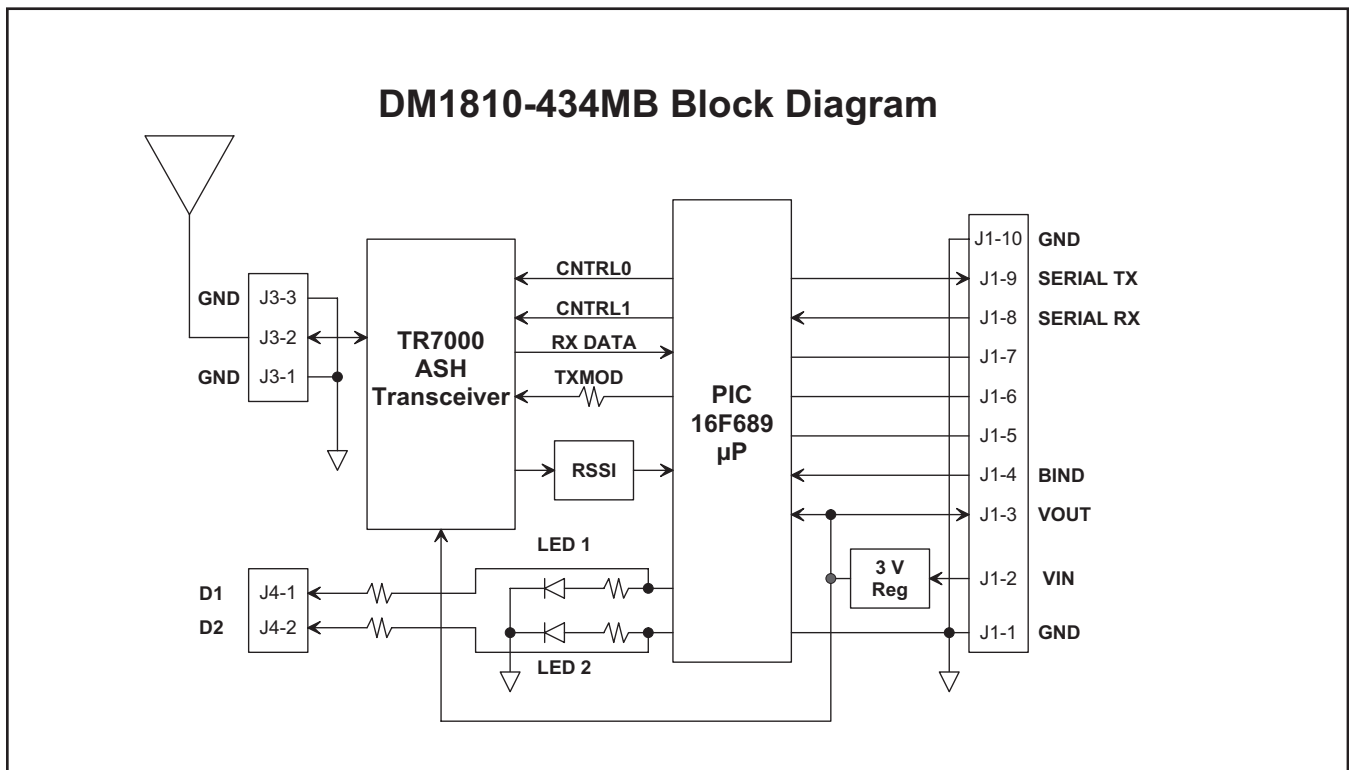 DM1810-434MB Block Diagram
GND
J3-3
J3-2
GND
J3-1
TR7000
ASH
Transceiver
CNTRL0
CNTRL1
RX DATA
TXMOD
RSSI
PIC
16F689
µP
J1-10 GND
J1-9 SERIAL TX
J1-8 SERIAL RX
J1-7
J1-6
J1-5
J1-4 BIND
J1-3 VOUT
3 V
Reg
J1-2 VIN
J1-1 GND
LED 1
D1 J4-1
D2 J4-2
LED 2